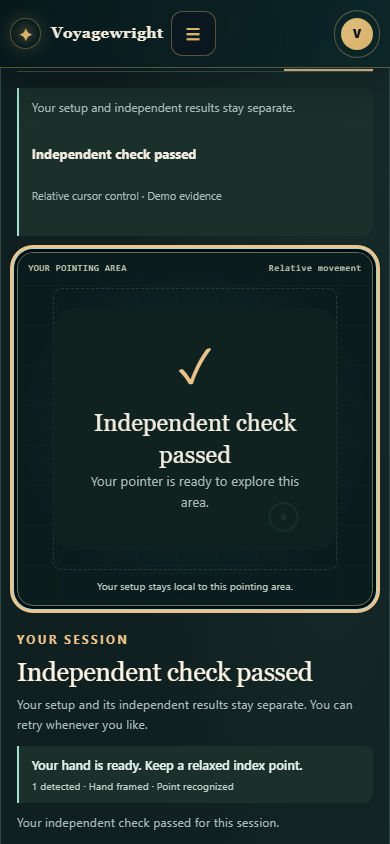 Voyagewright
V
Your setup and independent results stay separate.
Independent check passed
Relative cursor control · Demo evidence
YOUR POINTING AREA
Relative movement
Independent check
passed
Your pointer is ready to explore this
area.
Your setup stays local to this pointing area.
YOUR SESSION
Independent check passed
Your setup and its independent results stay separate. You can
retry whenever you like.
Your hand is ready. Keep a relaxed index point.
1 detected · Hand framed · Point recognized
Your independent check passed for this session.